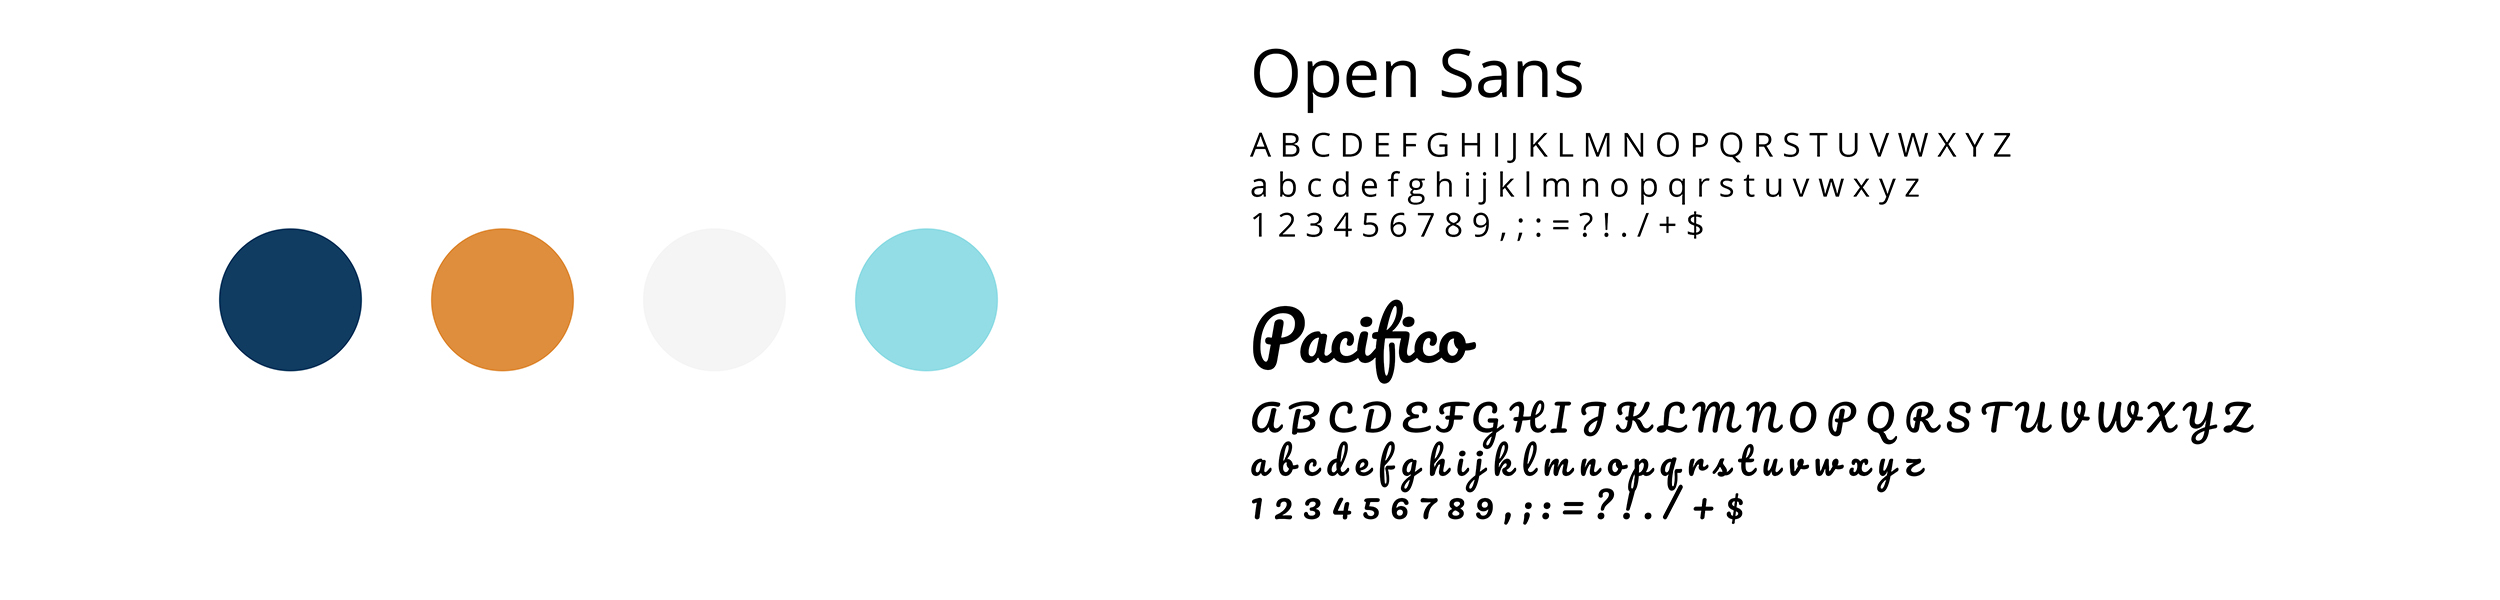 Open Sans
A B C D E F G H I J K L M N O P Q R S T U V W X Y Z
a b c d e f g h i j k l m n o p q r s t u v w x y z
1 2 3 4 5 6 7 8 9 , ; : = ? ! . / + $
Pacifico
A B C D E F G H I J K L M N O P Q R S T U V W X Y Z
a b c d e f g h i j k l m n o p q r s t u v w x y z
1 2 3 4 5 6 7 8 9 , ; : = ? ! . / + $